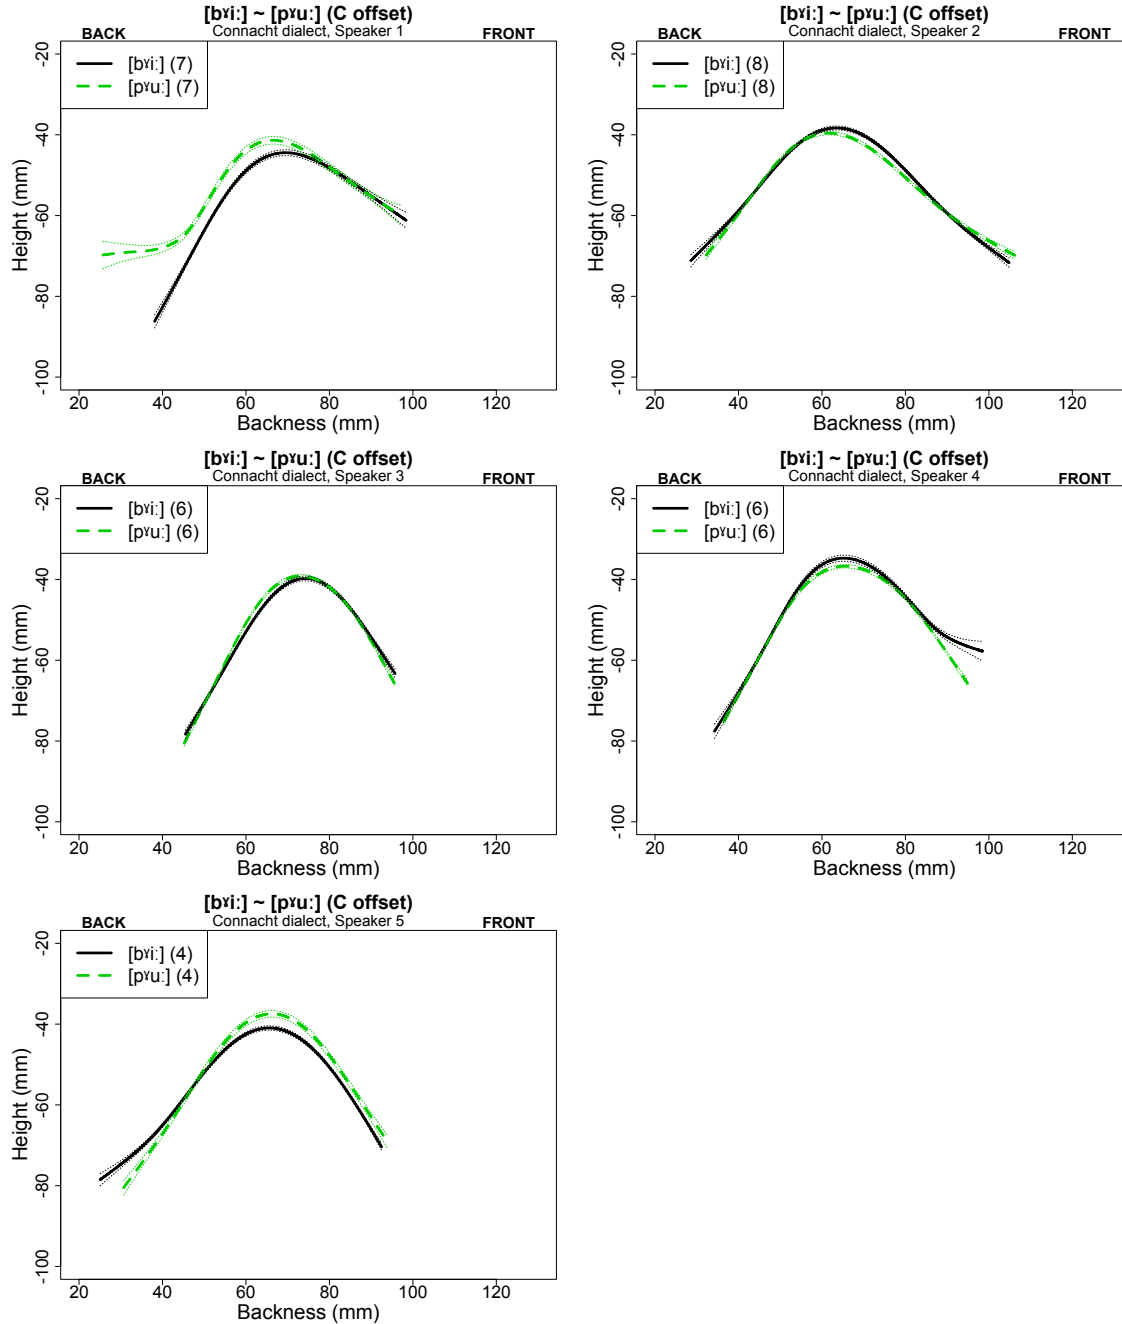 [bˠiː] ~ [pˠuː] (C offset)
Connacht dialect, Speaker 1
BACK FRONT
[bˠiː] (7)
[pˠuː] (7)
Height (mm)
-20
-40
-60
-80
-100
20 40 60 80 100 120
Backness (mm)
[bˠiː] ~ [pˠuː] (C offset)
Connacht dialect, Speaker 2
BACK FRONT
[bˠiː] (8)
[pˠuː] (8)
Height (mm)
-20
-40
-60
-80
-100
20 40 60 80 100 120
Backness (mm)
[bˠiː] ~ [pˠuː] (C offset)
Connacht dialect, Speaker 3
BACK FRONT
[bˠiː] (6)
[pˠuː] (6)
Height (mm)
-20
-40
-60
-80
-100
20 40 60 80 100 120
Backness (mm)
[bˠiː] ~ [pˠuː] (C offset)
Connacht dialect, Speaker 4
BACK FRONT
[bˠiː] (6)
[pˠuː] (6)
Height (mm)
-20
-40
-60
-80
-100
20 40 60 80 100 120
Backness (mm)
[bˠiː] ~ [pˠuː] (C offset)
Connacht dialect, Speaker 5
BACK FRONT
[bˠiː] (4)
[pˠuː] (4)
Height (mm)
-20
-40
-60
-80
-100
20 40 60 80 100 120
Backness (mm)